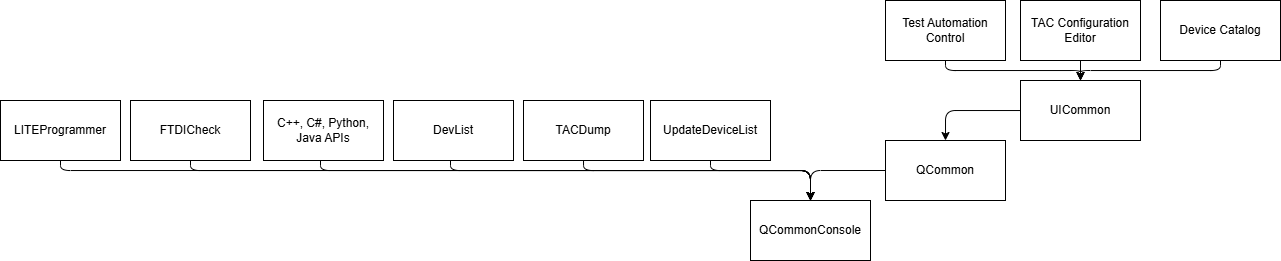 Test Automation
Control
TAC Configuration
Editor
Device Catalog
UICommon
LITEProgrammer
FTDICheck
C++, C#, Python,
Java APIs
DevList
TACDump
UpdateDeviceList
QCommon
QCommonConsole